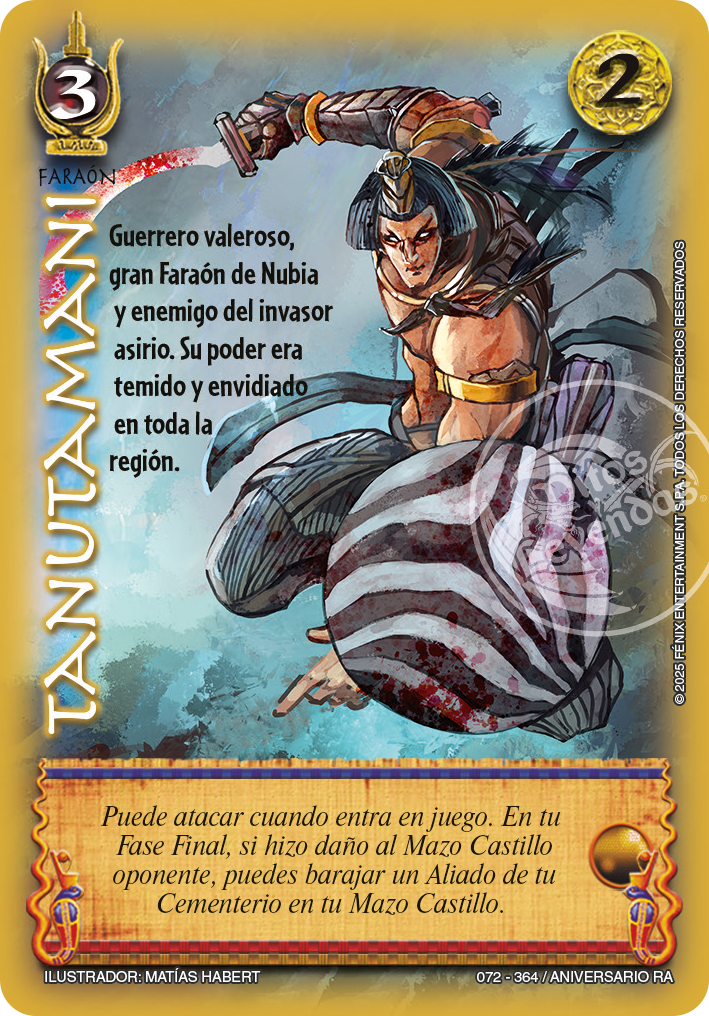 3
2
FARAÓN
TANUTAMANI
Guerrero valeroso,
gran Faraón de Nubia
y enemigo del invasor
asirio. Su poder era
temido y envidiado
en toda la
región.
© 2025 FÉNIX ENTERTAINMENT S.P.A. TODOS LOS DERECHOS RESERVADOS
Mitos
Leyendas®
Puede atacar cuando entra en juego. En tu
Fase Final, si hizo daño al Mazo Castillo
oponente, puedes barajar un Aliado de tu
Cementerio en tu Mazo Castillo.
ILUSTRADOR: MATÍAS HABERT
072 - 364 / ANIVERSARIO RA